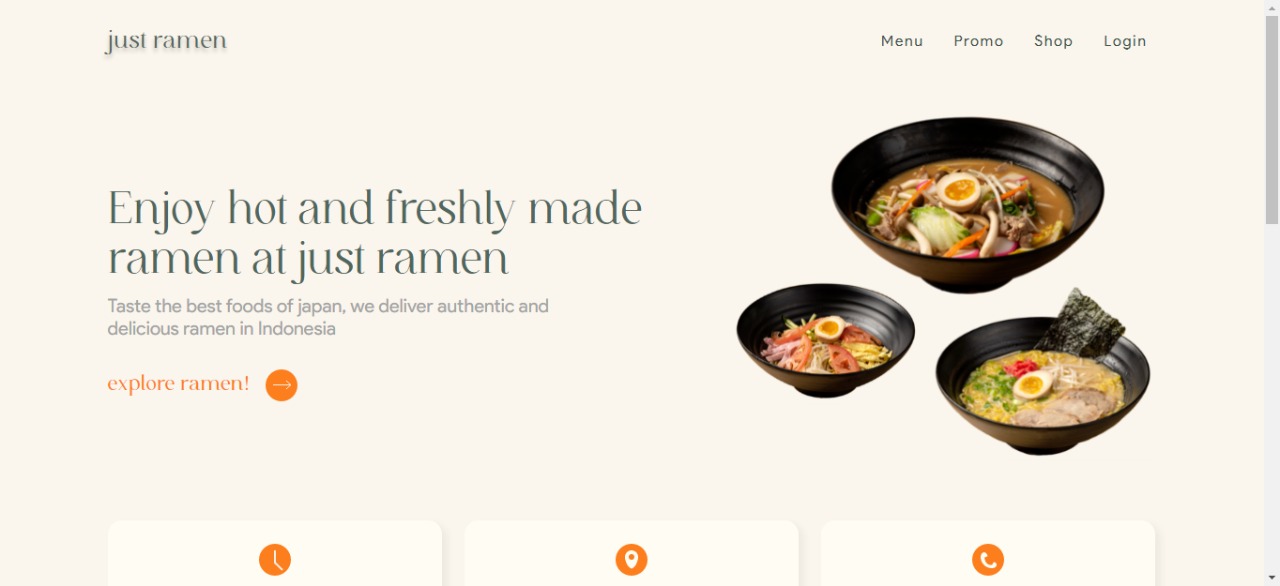 just ramen
Menu Promo Shop Login
Enjoy hot and freshly made
ramen at just ramen
Taste the best foods of japan, we deliver authentic and
delicious ramen in Indonesia
explore ramen!